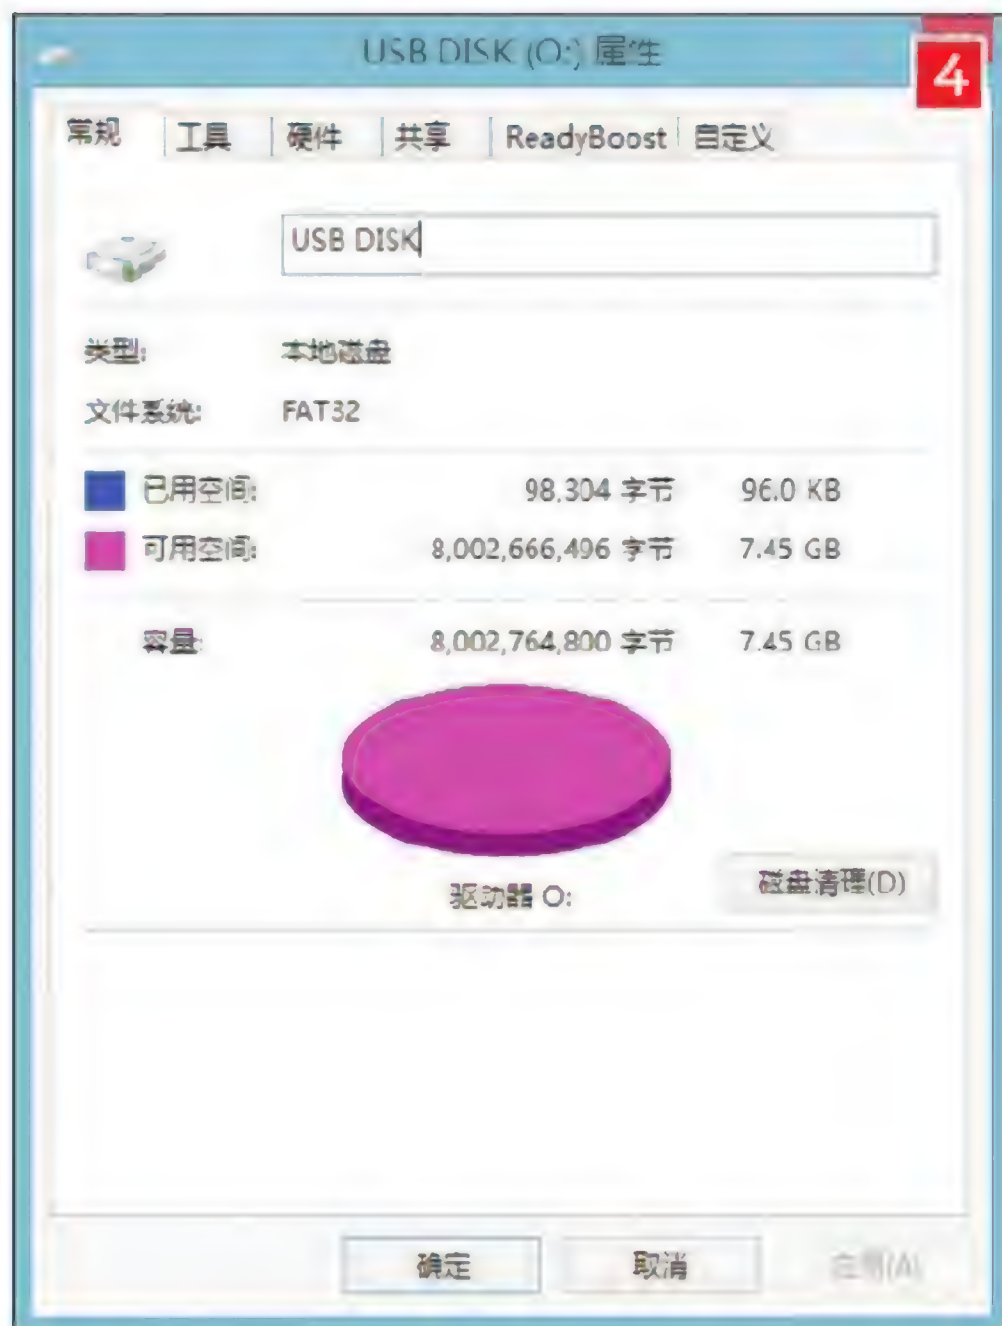 USB DISK (O:) 属性
4
常规 工具 硬件 共享 ReadyBoost 自定义
USB DISK
类型: 本地磁盘
文件系统: FAT32
已用空间: 98,304 字节 96.0 KB
可用空间: 8,002,666,496 字节 7.45 GB
容量: 8,002,764,800 字节 7.45 GB
驱动器 O:
磁盘清理(D)
确定 取消 应用(A)